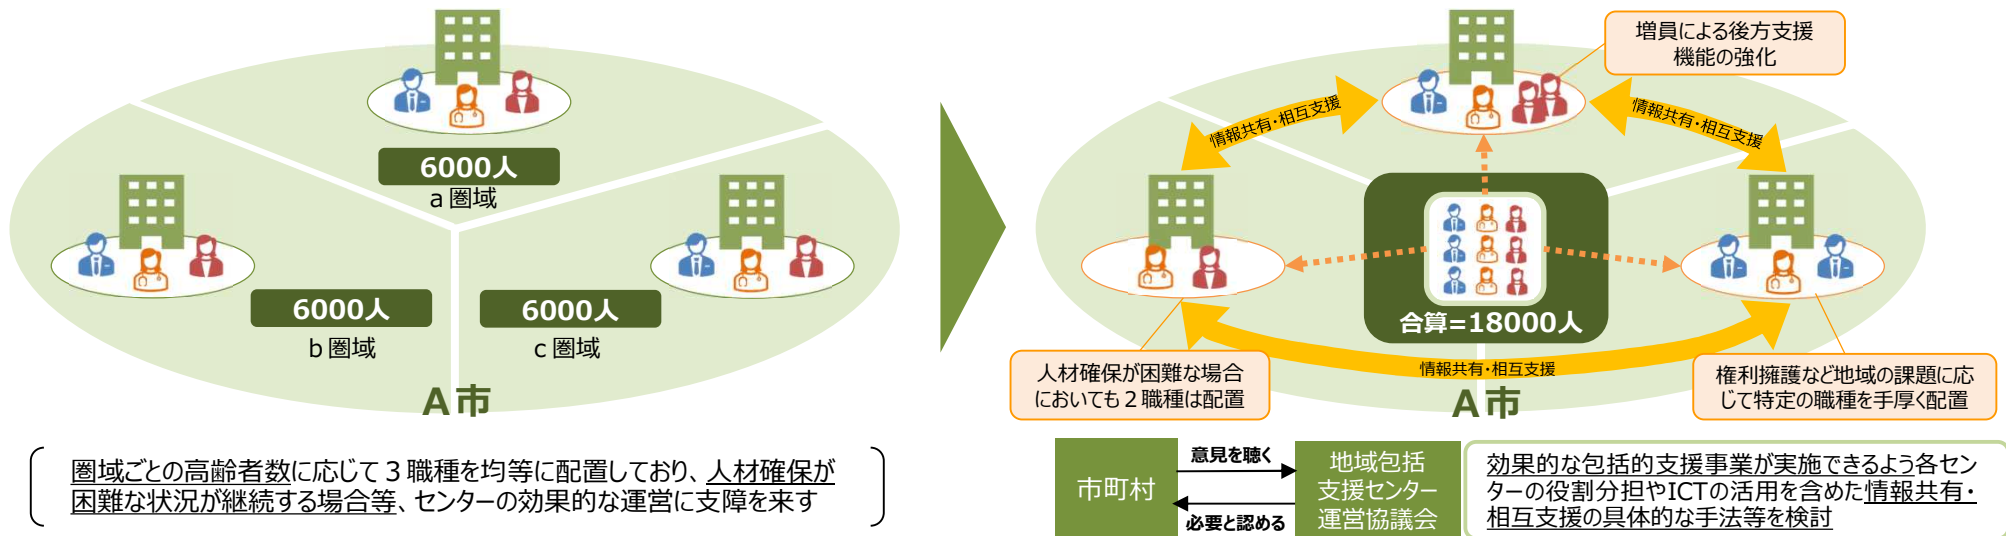 6000人
a圏域
6000人
b圏域
6000人
c圏域
A市
圏域ごとの高齢者数に応じて3職種を均等に配置しており、人材確保が
困難な状況が継続する場合等、センターの効果的な運営に支障を来す
増員による後方支援
機能の強化
情報共有・相互支援
情報共有・相互支援
合算=18000人
人材確保が困難な場合
においても2職種は配置
情報共有・相互支援
権利擁護など地域の課題に応
じて特定の職種を手厚く配置
A市
市町村
意見を聴く
必要と認める
地域包括
支援センター
運営協議会
効果的な包括的支援事業が実施できるよう各セン
ターの役割分担やICTの活用を含めた情報共有・
相互支援の具体的な手法等を検討